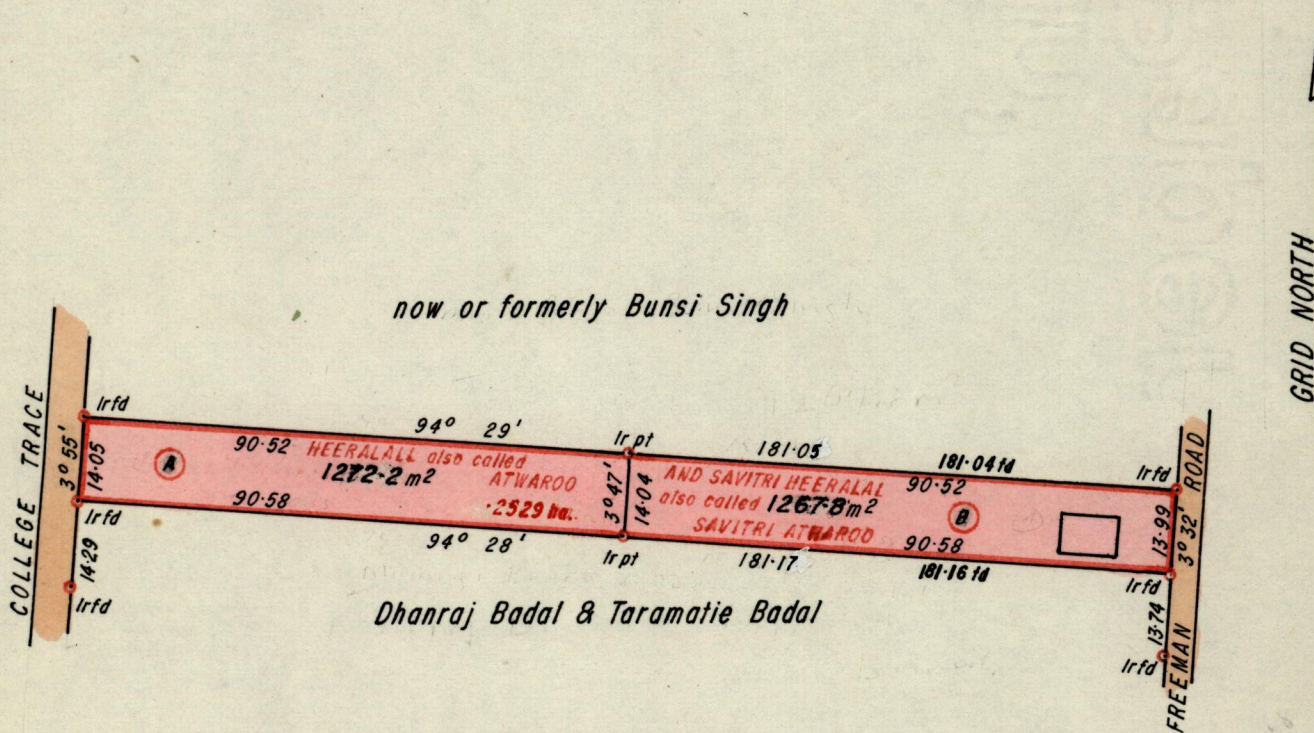 GRID NORTH
now or formerly Bunsi Singh
COLLEGE TRACE
Irfd
3° 55'
14·05
A
90·52
HEERALALL also called
1272·2 m²
ATWAROO
·2529 ha.
90·58
94° 29'
94° 28'
Ir pt
3° 47'
14·04
Ir pt
181·05
181·04 td
AND SAVITRI HEERALAL
90·52
also called 1267·8 m²
B
SAVITRI ATWAROO
90·58
181·17
181·16 td
Irfd
13·99
3° 32'
Irfd
13·74
Irfd
FREEMAN ROAD
Irfd
14·29
Irfd
Dhanraj Badal & Taramatie Badal